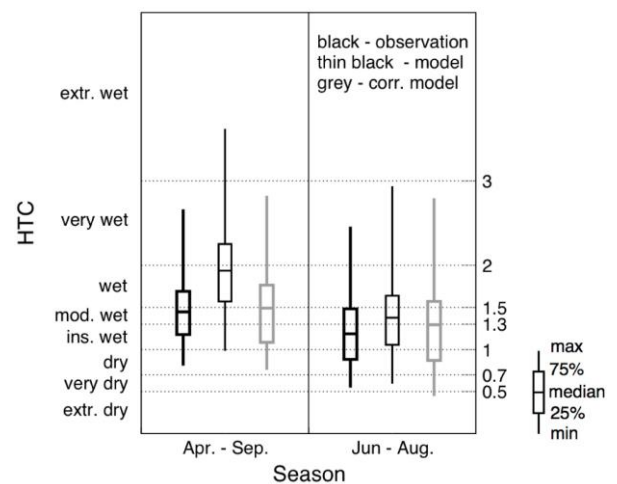 black - observation
thin black - model
grey - corr. model
HTC
extr. wet
very wet
wet
mod. wet
ins. wet
dry
very dry
extr. dry
3
2
1.5
1.3
1
0.7
0.5
max
75%
median
25%
min
Apr. - Sep.
Jun - Aug.
Season